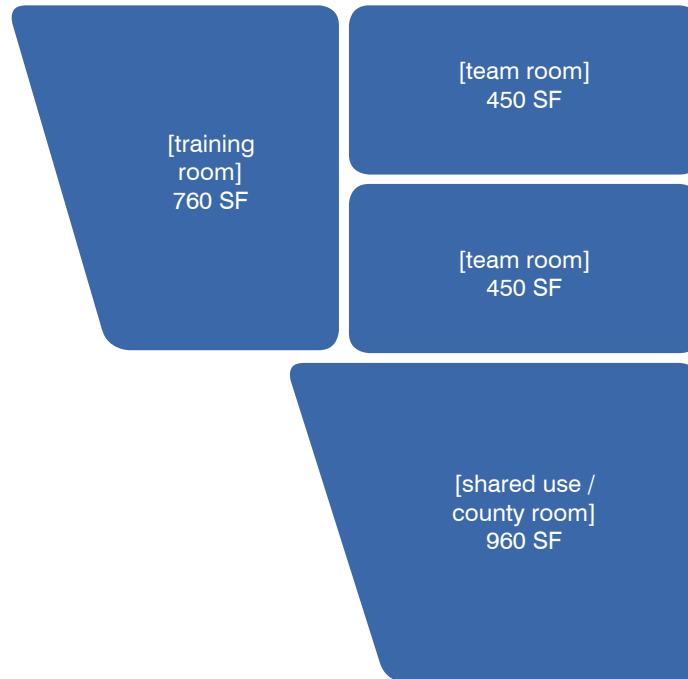 [training
room]
760 SF
[team room]
450 SF
[team room]
450 SF
[shared use /
county room]
960 SF